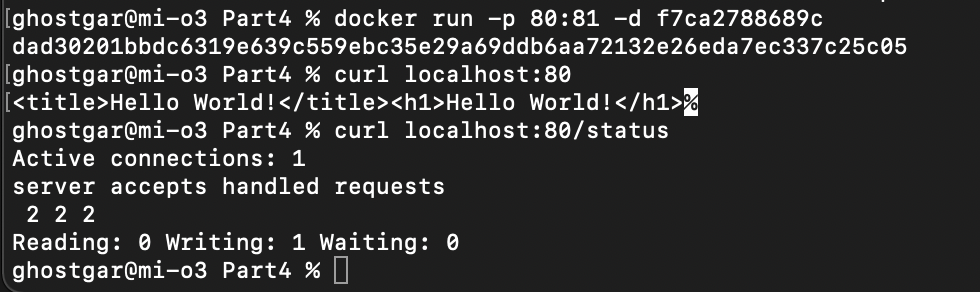 [ghostgar@mi-o3 Part4 % docker run -p 80:81 -d f7ca2788689c
dad30201bbdc6319e639c559ebc35e29a69ddb6aa72132e26eda7ec337c25c05
[ghostgar@mi-o3 Part4 % curl localhost:80
[<title>Hello World!</title><h1>Hello World!</h1>%
ghostgar@mi-o3 Part4 % curl localhost:80/status
Active connections: 1
server accepts handled requests
 2 2 2
Reading: 0 Writing: 1 Waiting: 0
ghostgar@mi-o3 Part4 %